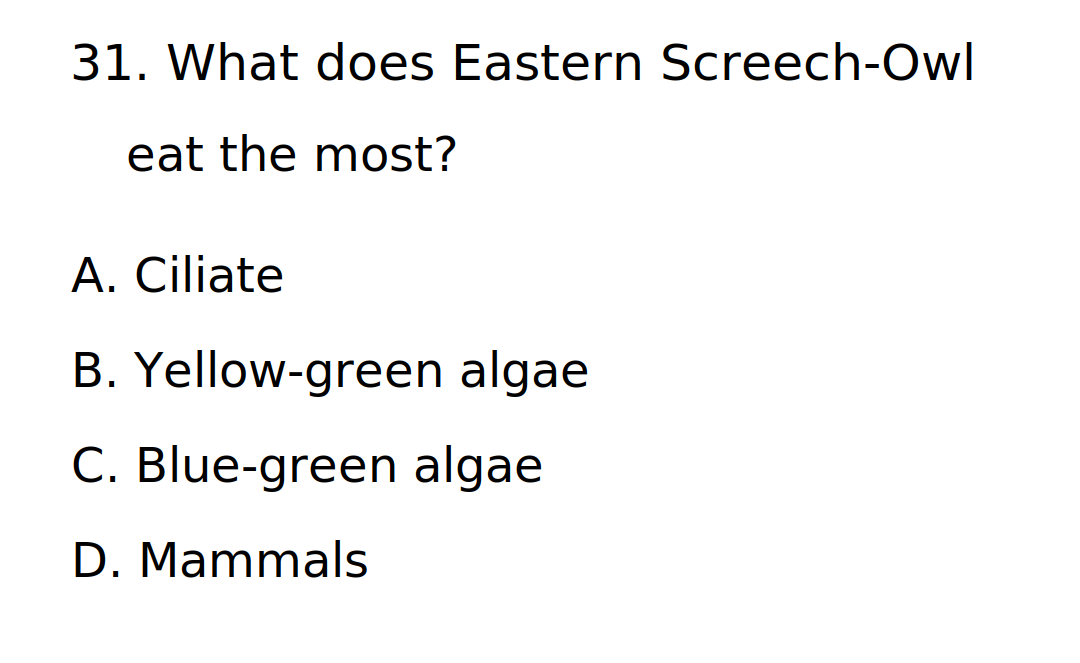 31. What does Eastern Screech-Owl
eat the most?
A. Ciliate
B. Yellow-green algae
C. Blue-green algae
D. Mammals